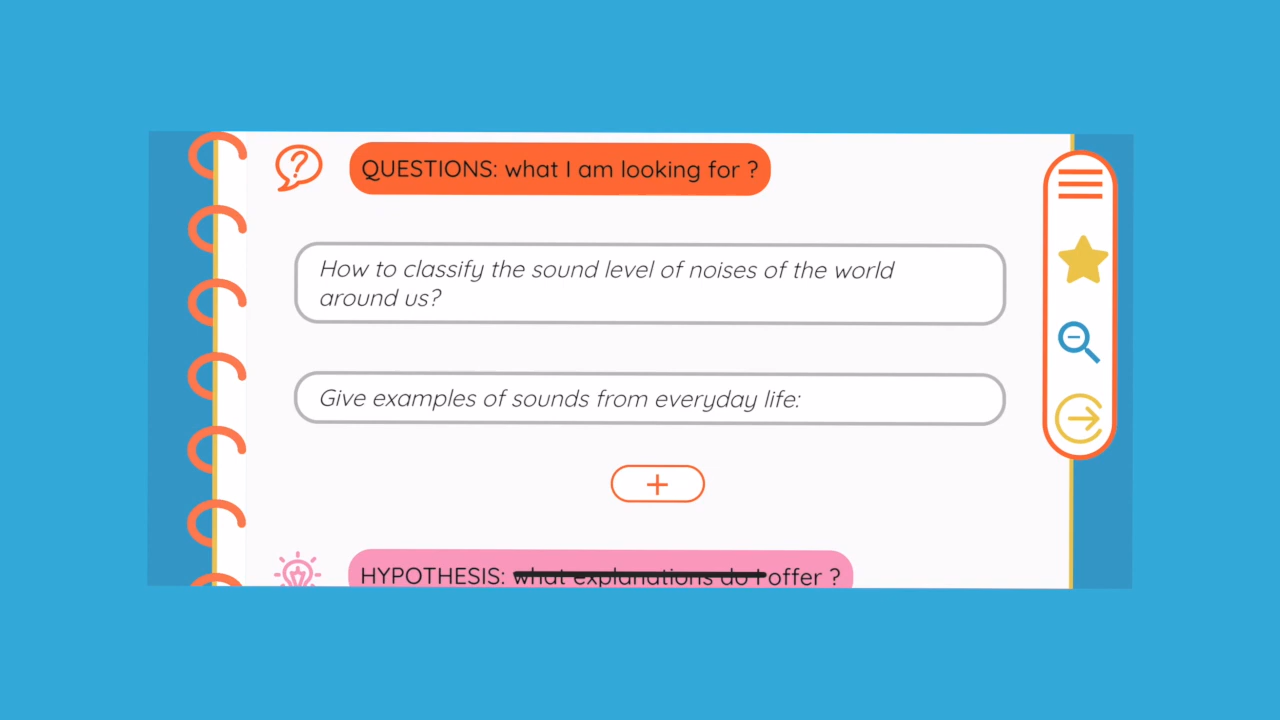 QUESTIONS: what I am looking for ?
How to classify the sound level of noises of the world
around us?
Give examples of sounds from everyday life:
HYPOTHESIS: what explanations do I offer ?